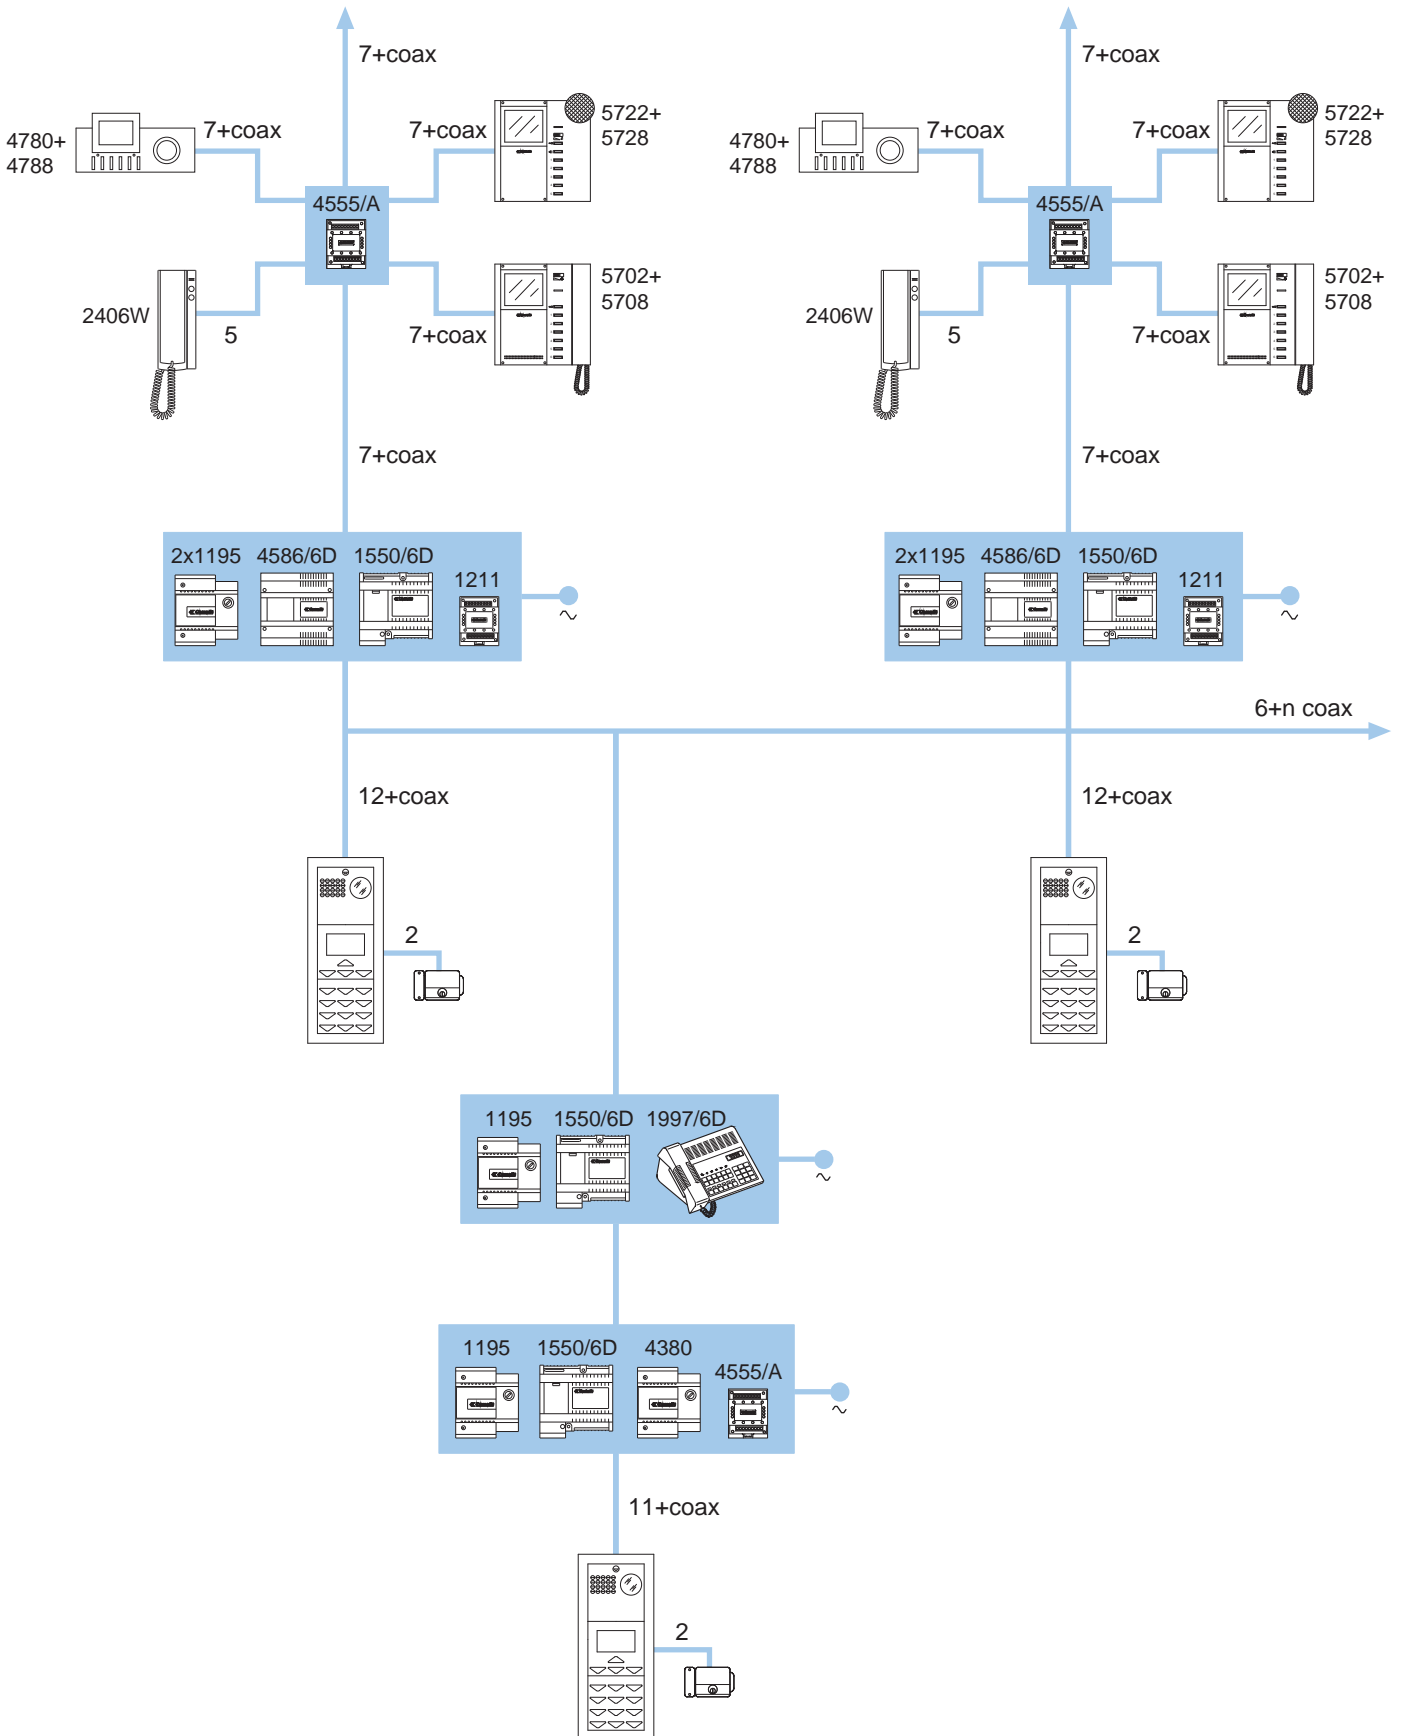 7+coax
7+coax
4780+
4788
7+coax
7+coax
5722+
5728
4780+
4788
7+coax
7+coax
5722+
5728
4555/A
4555/A
2406W
5
7+coax
5702+
5708
2406W
5
7+coax
5702+
5708
7+coax
7+coax
2x1195
4586/6D
1550/6D
1211
~
2x1195
4586/6D
1550/6D
1211
~
6+n coax
12+coax
12+coax
2
2
1195
1550/6D
1997/6D
~
1195
1550/6D
4380
4555/A
~
11+coax
2